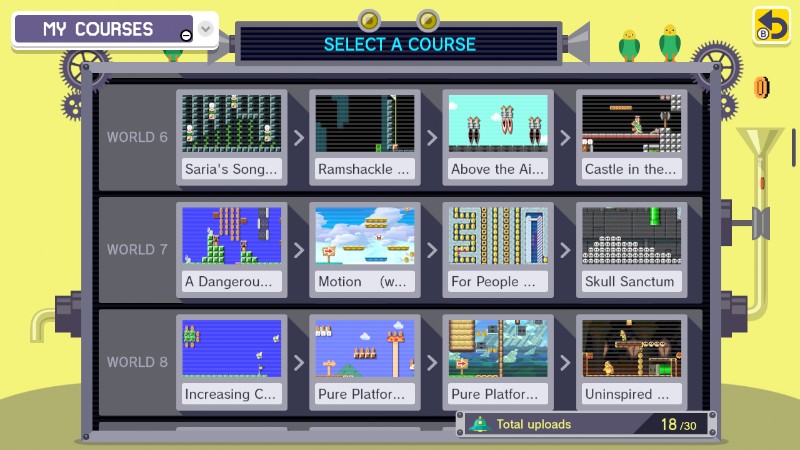 MY COURSES
SELECT A COURSE
B
WORLD 6
Saria's Song...
Ramshackle ...
Above the Ai...
Castle in the...
WORLD 7
A Dangerou...
Motion (w...
For People ...
Skull Sanctum
WORLD 8
Increasing C...
Pure Platfor...
Pure Platfor...
Uninspired ...
Total uploads 18/30